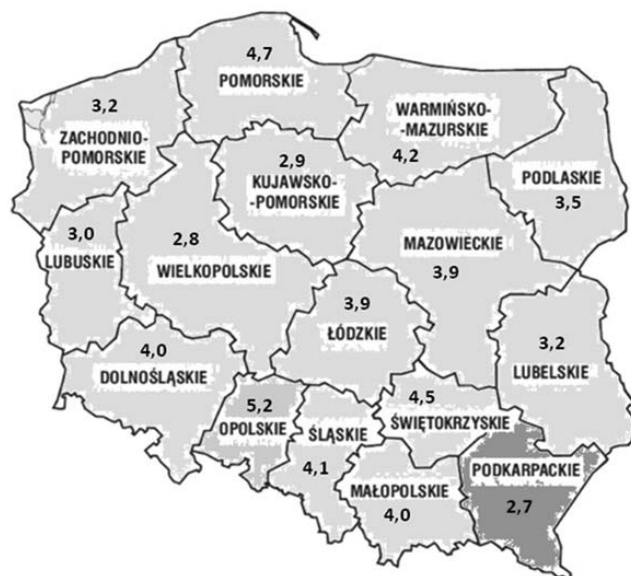 4,7
POMORSKIE
3,2
ZACHODNIO-
POMORSKIE
WARMIŃSKO-
-MAZURSKIE
4,2
2,9
KUJAWSKO-
-POMORSKIE
PODLASKIE
3,5
3,0
LUBUSKIE
2,8
WIELKOPOLSKIE
MAZOWIECKIE
3,9
3,9
ŁÓDZKIE
4,0
DOLNOŚLĄSKIE
3,2
LUBELSKIE
5,2
OPOLSKIE
ŚLĄSKIE
4,1
4,5
ŚWIĘTOKRZYSKIE
MAŁOPOLSKIE
4,0
PODKARPACKIE
2,7